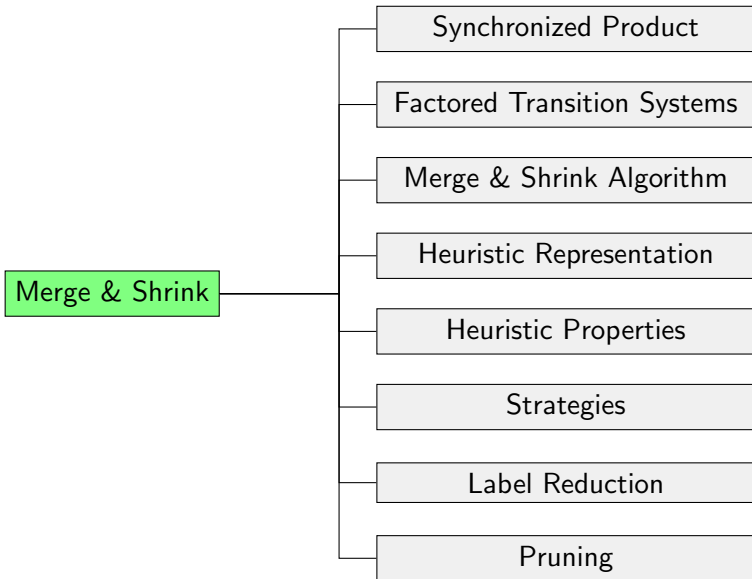 Synchronized Product
Factored Transition Systems
Merge & Shrink Algorithm
Heuristic Representation
Merge & Shrink
Heuristic Properties
Strategies
Label Reduction
Pruning